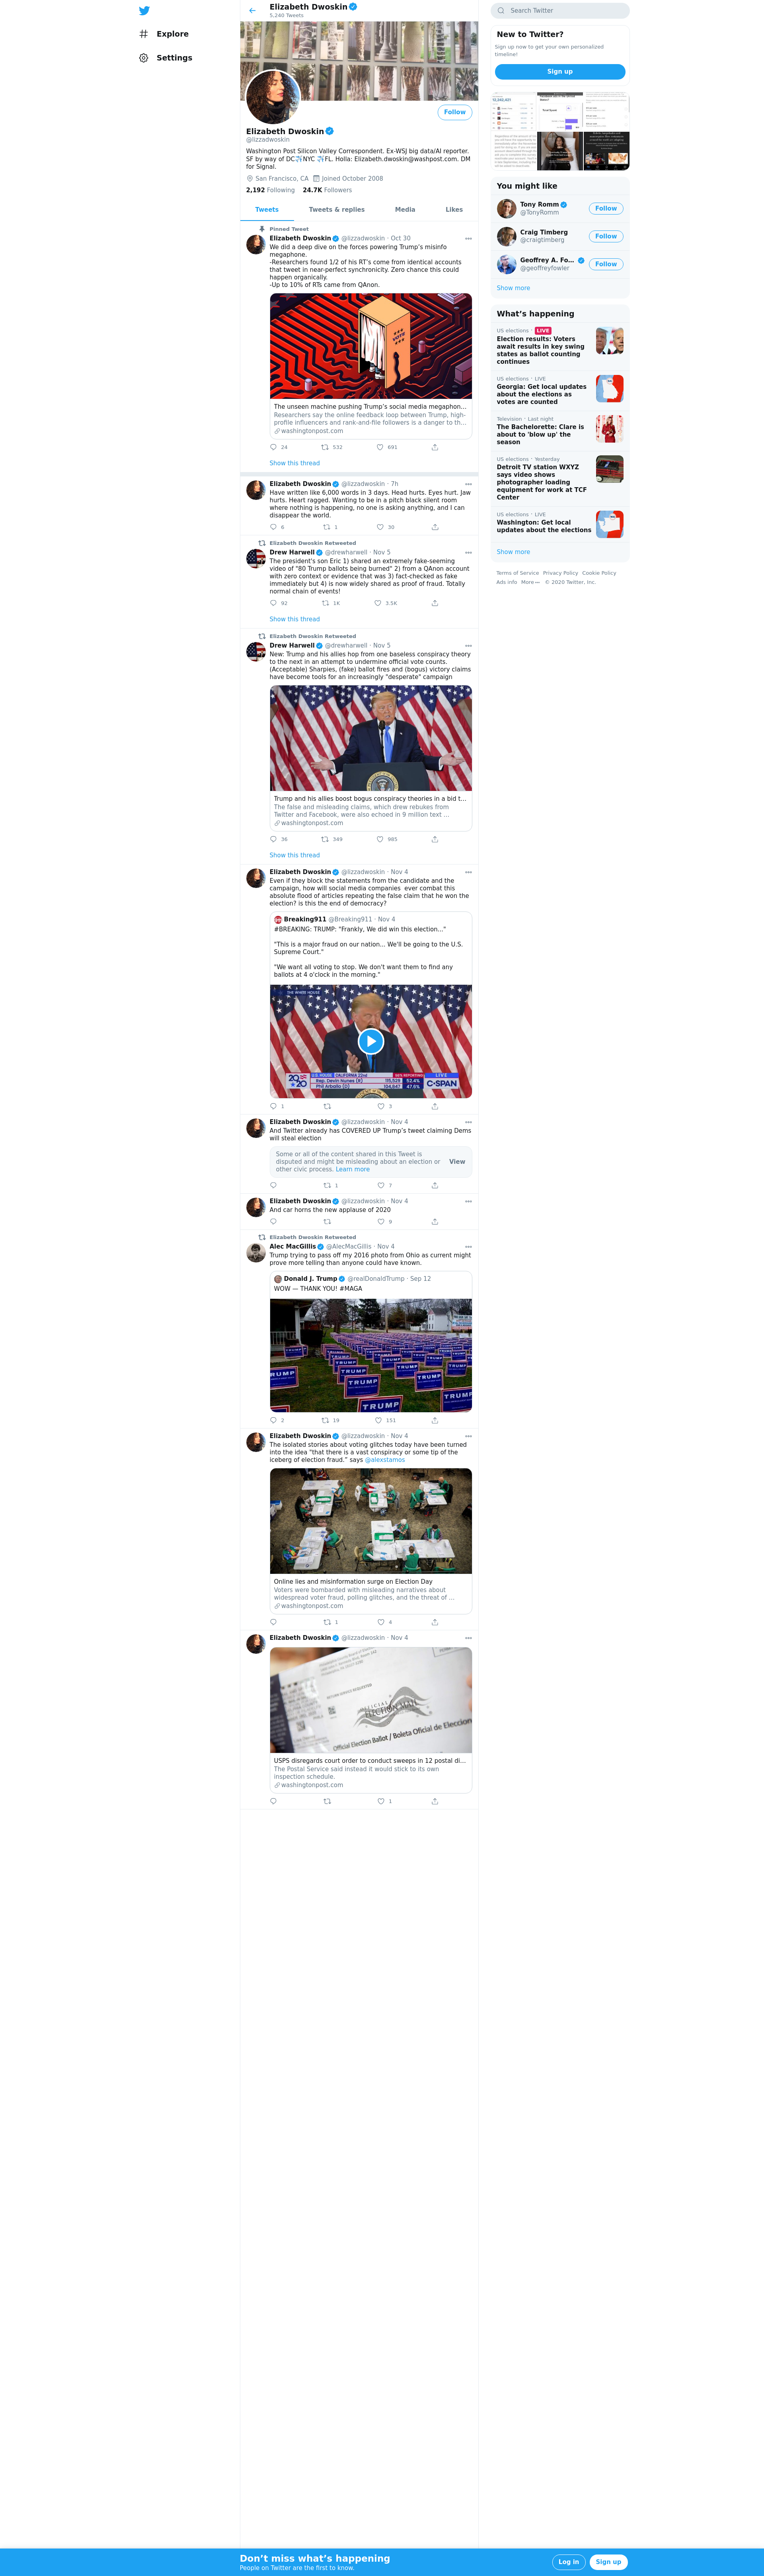 Explore
Settings
Elizabeth Dwoskin
5,240 Tweets
Follow
Elizabeth Dwoskin
@lizzadwoskin
Washington Post Silicon Valley Correspondent. Ex-WSJ big data/AI reporter.
SF by way of DC✈️NYC ✈️FL. Holla: Elizabeth.dwoskin@washpost.com. DM
for Signal.
San Francisco, CA Joined October 2008
2,192 Following 24.7K Followers
Tweets Tweets & replies Media Likes
Pinned Tweet
Elizabeth Dwoskin @lizzadwoskin · Oct 30
We did a deep dive on the forces powering Trump's misinfo
megaphone.
-Researchers found 1/2 of his RT's come from identical accounts
that tweet in near-perfect synchronicity. Zero chance this could
happen organically.
-Up to 10% of RTs came from QAnon.
The unseen machine pushing Trump's social media megaphon...
Researchers say the online feedback loop between Trump, high-
profile influencers and rank-and-file followers is a danger to th...
washingtonpost.com
24 532 691
Show this thread
Elizabeth Dwoskin @lizzadwoskin · 7h
Have written like 6,000 words in 3 days. Head hurts. Eyes hurt. Jaw
hurts. Heart ragged. Wanting to be in a pitch black silent room
where nothing is happening, no one is asking anything, and I can
disappear the world.
6 1 30
Elizabeth Dwoskin Retweeted
Drew Harwell @drewharwell · Nov 5
The president's son Eric 1) shared an extremely fake-seeming
video of "80 Trump ballots being burned" 2) from a QAnon account
with zero context or evidence that was 3) fact-checked as fake
immediately but 4) is now widely shared as proof of fraud. Totally
normal chain of events!
92 1K 3.5K
Show this thread
Elizabeth Dwoskin Retweeted
Drew Harwell @drewharwell · Nov 5
New: Trump and his allies hop from one baseless conspiracy theory
to the next in an attempt to undermine official vote counts.
(Acceptable) Sharpies, (fake) ballot fires and (bogus) victory claims
have become tools for an increasingly "desperate" campaign
Trump and his allies boost bogus conspiracy theories in a bid t...
The false and misleading claims, which drew rebukes from
Twitter and Facebook, were also echoed in 9 million text ...
washingtonpost.com
36 349 985
Show this thread
Elizabeth Dwoskin @lizzadwoskin · Nov 4
Even if they block the statements from the candidate and the
campaign, how will social media companies ever combat this
absolute flood of articles repeating the false claim that he won the
election? is this the end of democracy?
Breaking911 @Breaking911 · Nov 4
#BREAKING: TRUMP: "Frankly, We did win this election..."
"This is a major fraud on our nation... We'll be going to the U.S.
Supreme Court."
"We want all voting to stop. We don't want them to find any
ballots at 4 o'clock in the morning."
THE WHITE HOUSE
2020
U.S. HOUSE CALIFORNIA 22nd
LIVE
Rep. Devin Nunes (R) 115,529 52.4%
Phil Arballo (D) 104,847 47.6%
C-SPAN
1 3
Elizabeth Dwoskin @lizzadwoskin · Nov 4
And Twitter already has COVERED UP Trump's tweet claiming Dems
will steal election
Some or all of the content shared in this Tweet is
disputed and might be misleading about an election or
other civic process. Learn more
View
1 7
Elizabeth Dwoskin @lizzadwoskin · Nov 4
And car horns the new applause of 2020
9
Elizabeth Dwoskin Retweeted
Alec MacGillis @AlecMacGillis · Nov 4
Trump trying to pass off my 2016 photo from Ohio as current might
prove more telling than anyone could have known.
Donald J. Trump @realDonaldTrump · Sep 12
WOW — THANK YOU! #MAGA
TRUMP
TRUMP
TRUMP
TRUMP
2 19 131
Elizabeth Dwoskin @lizzadwoskin · Nov 4
The isolated stories about voting glitches today have been turned
into the idea "that there is a vast conspiracy or some tip of the
iceberg of election fraud." says @alexstamos
Online lies and misinformation surge on Election Day
Voters were bombarded with misleading narratives about
widespread voter fraud, polling glitches, and the threat of ...
washingtonpost.com
1 4
Elizabeth Dwoskin @lizzadwoskin · Nov 4
OFFICIAL
ELECTION MAIL
Official Election Ballot / Boleta Oficial de Eleccion
USPS disregards court order to conduct sweeps in 12 postal di...
The Postal Service said instead it would stick to its own
inspection schedule.
washingtonpost.com
1
Search Twitter
New to Twitter?
Sign up now to get your own personalized
timeline!
Sign up
You might like
Tony Romm
@TonyRomm
Follow
Craig Timberg
@craigtimberg
Follow
Geoffrey A. Fo...
@geoffreyfowler
Follow
Show more
What's happening
US elections · LIVE
Election results: Voters
await results in key swing
states as ballot counting
continues
US elections · LIVE
Georgia: Get local updates
about the elections as
votes are counted
Television · Last night
The Bachelorette: Clare is
about to 'blow up' the
season
US elections · Yesterday
Detroit TV station WXYZ
says video shows
photographer loading
equipment for work at TCF
Center
US elections · LIVE
Washington: Get local
updates about the elections
Show more
Terms of Service Privacy Policy Cookie Policy
Ads info More © 2020 Twitter, Inc.
Don't miss what's happening
People on Twitter are the first to know.
Log in
Sign up